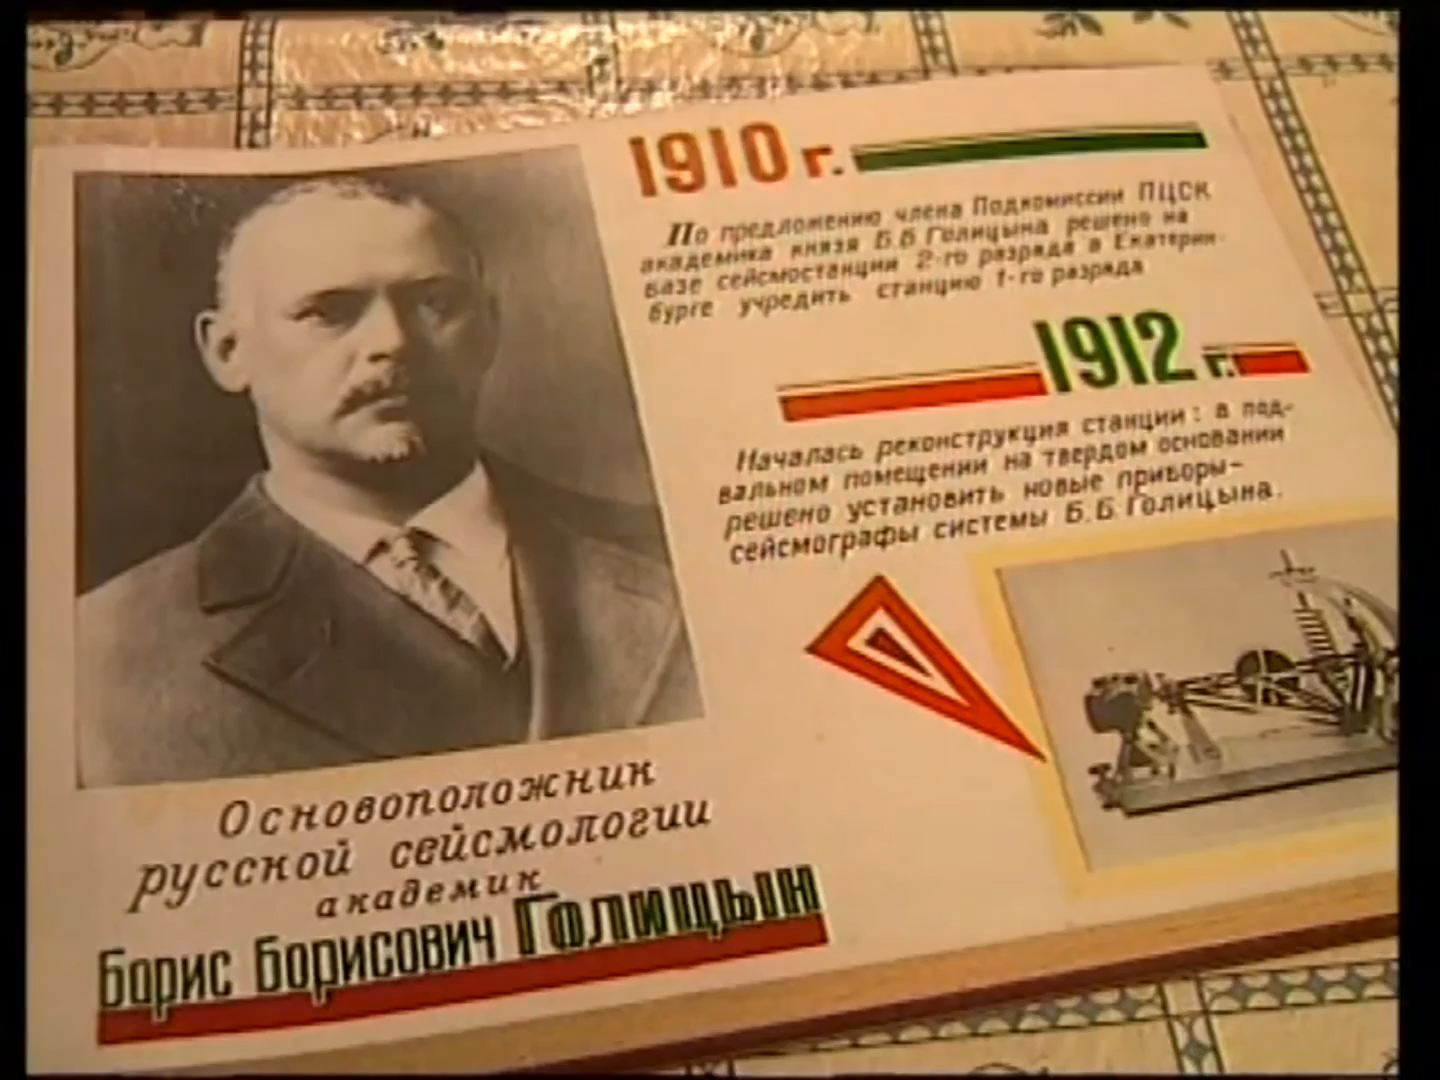 1910 г.
По предложению члена Подкомиссии ПЦСК
академика князя Б.Б Голицына решено на
базе сейсмостанции 2-го разряда в Екатерин-
бурге учредить станцию 1-го разряда
1912 г.
Началась реконструкция станции: в под-
вальном помещении на твердом основании
решено установить новые приборы-
сейсмографы системы Б.Б.Голицына.
Основоположник
русской сейсмологии
академик
Борис Борисович Голицын